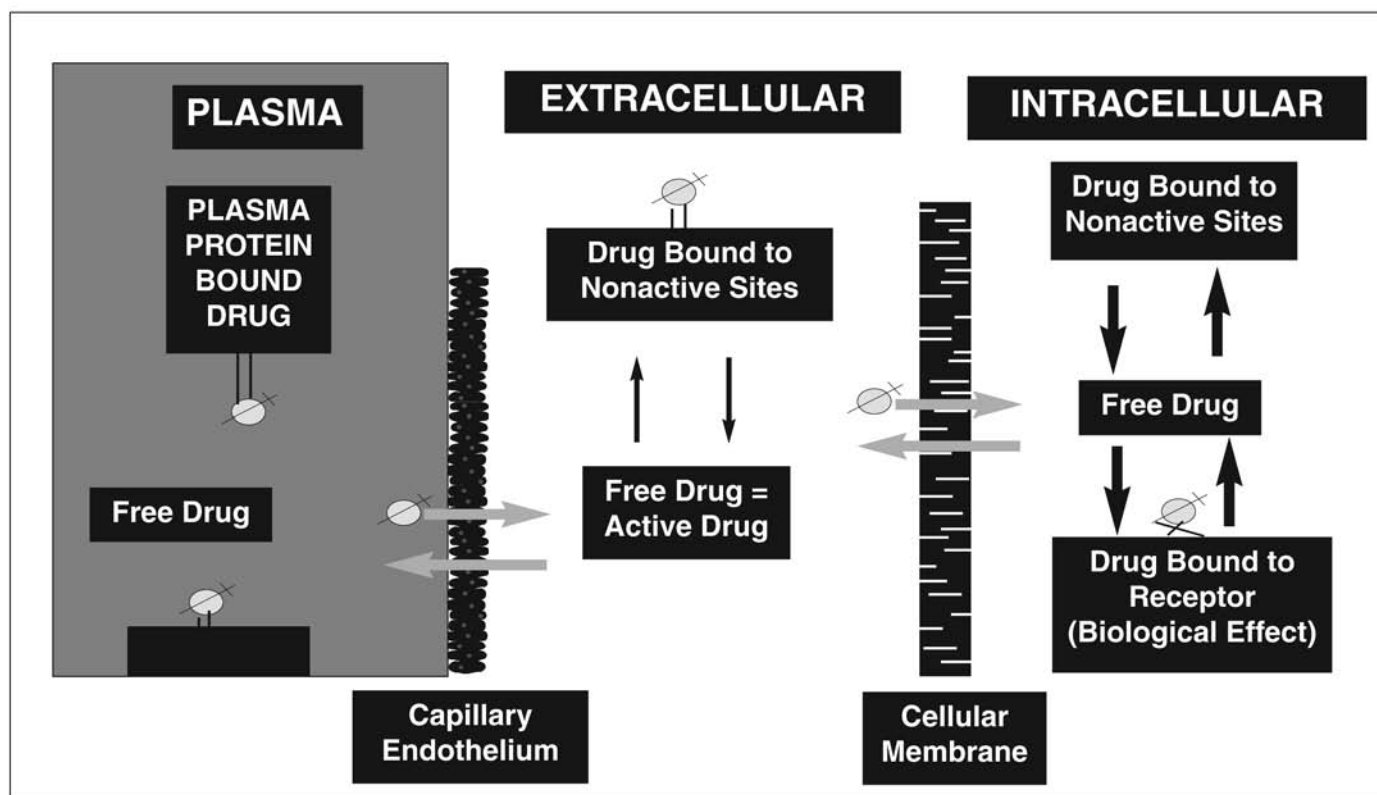 PLASMA
PLASMA
PROTEIN
BOUND
DRUG
Free Drug
Capillary
Endothelium
EXTRACELLULAR
Drug Bound to
Nonactive Sites
Free Drug =
Active Drug
Cellular
Membrane
INTRACELLULAR
Drug Bound to
Nonactive Sites
Free Drug
Drug Bound to
Receptor
(Biological Effect)